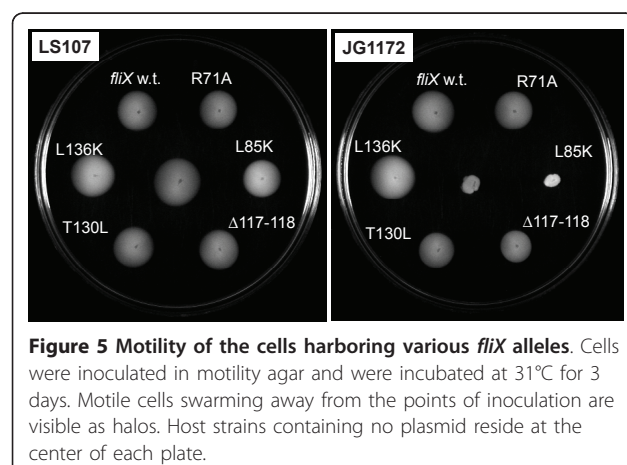 LS107
JG1172
fliX w.t.
R71A
fliX w.t.
R71A
L136K
L85K
L136K
L85K
T130L
Δ117-118
T130L
Δ117-118
Figure 5 Motility of the cells harboring various fliX alleles. Cells
were inoculated in motility agar and were incubated at 31°C for 3
days. Motile cells swarming away from the points of inoculation are
visible as halos. Host strains containing no plasmid reside at the
center of each plate.